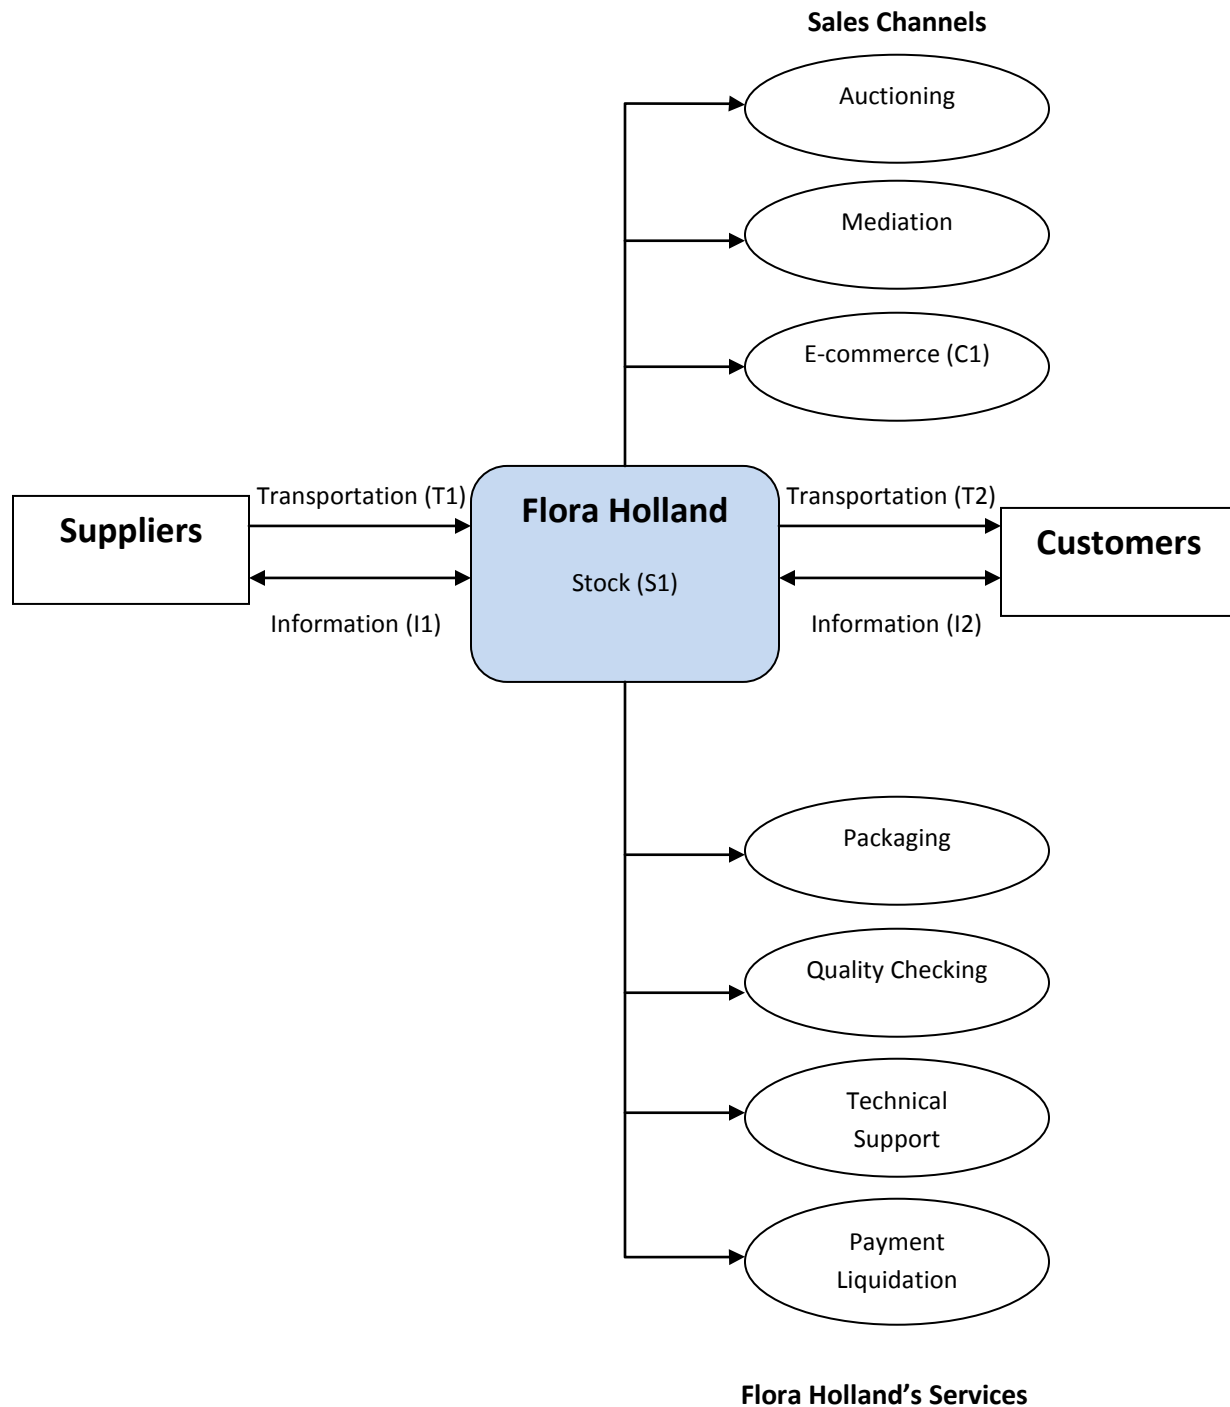 Sales Channels
Auctioning
Mediation
E-commerce (C1)
Transportation (T1)
Flora Holland
Transportation (T2)
Suppliers
Customers
Stock (S1)
Information (I1)
Information (I2)
Packaging
Quality Checking
Technical
Support
Payment
Liquidation
Flora Holland’s Services